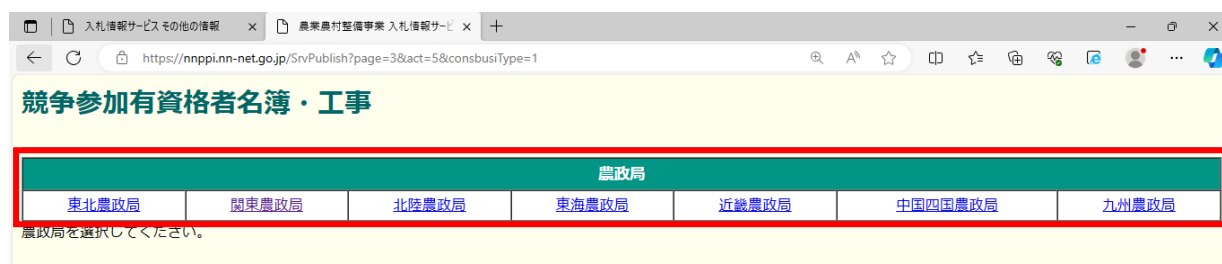 入札情報サービス その他の情報
農業農村整備事業 入札情報サービ
https://nnppi.nn-net.go.jp/SrvPublish?page=3&act=5&consbusiType=1
競争参加有資格者名簿・工事
農政局
東北農政局 関東農政局 北陸農政局 東海農政局 近畿農政局 中国四国農政局 九州農政局
農政局を選択してください。